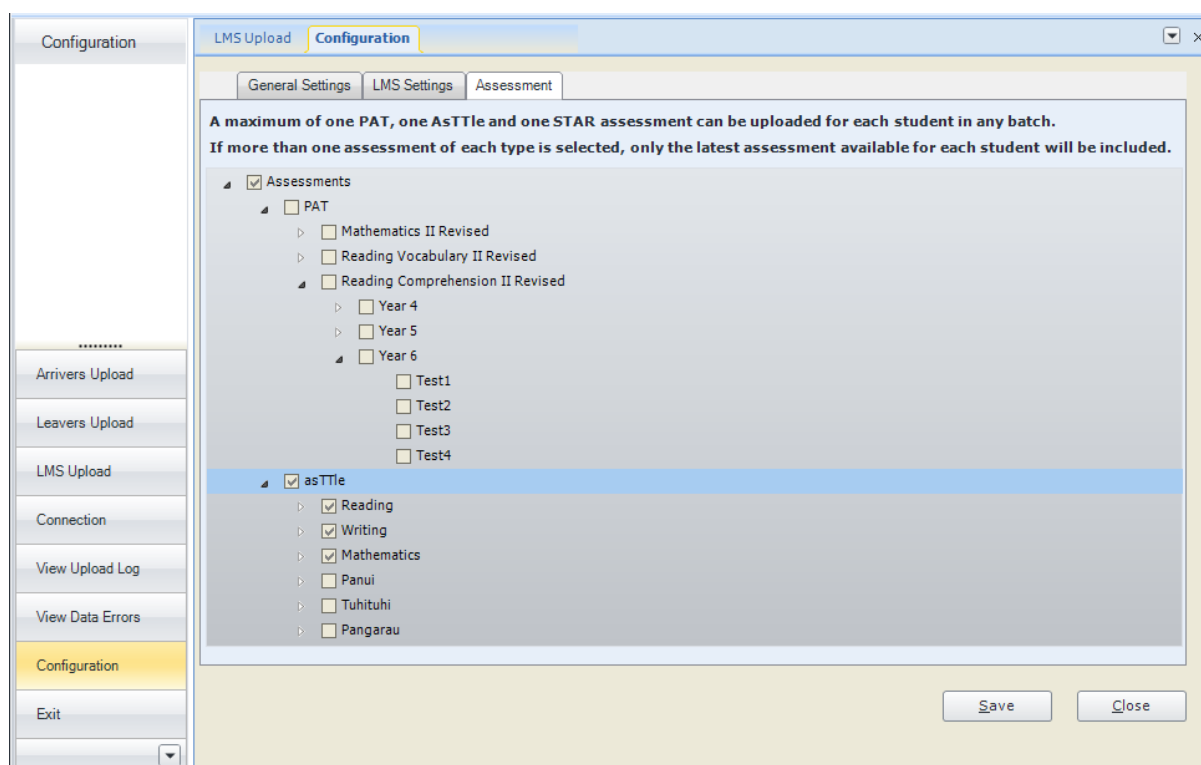 Configuration
LMS Upload
Configuration
General Settings
LMS Settings
Assessment
A maximum of one PAT, one AsTTle and one STAR assessment can be uploaded for each student in any batch.
If more than one assessment of each type is selected, only the latest assessment available for each student will be included.
Assessments
PAT
Mathematics II Revised
Reading Vocabulary II Revised
Reading Comprehension II Revised
Year 4
Year 5
Year 6
Test1
Test2
Test3
Test4
asTTle
Reading
Writing
Mathematics
Panui
Tuhituhi
Pangarau
Arrivers Upload
Leavers Upload
LMS Upload
Connection
View Upload Log
View Data Errors
Configuration
Exit
Save
Close